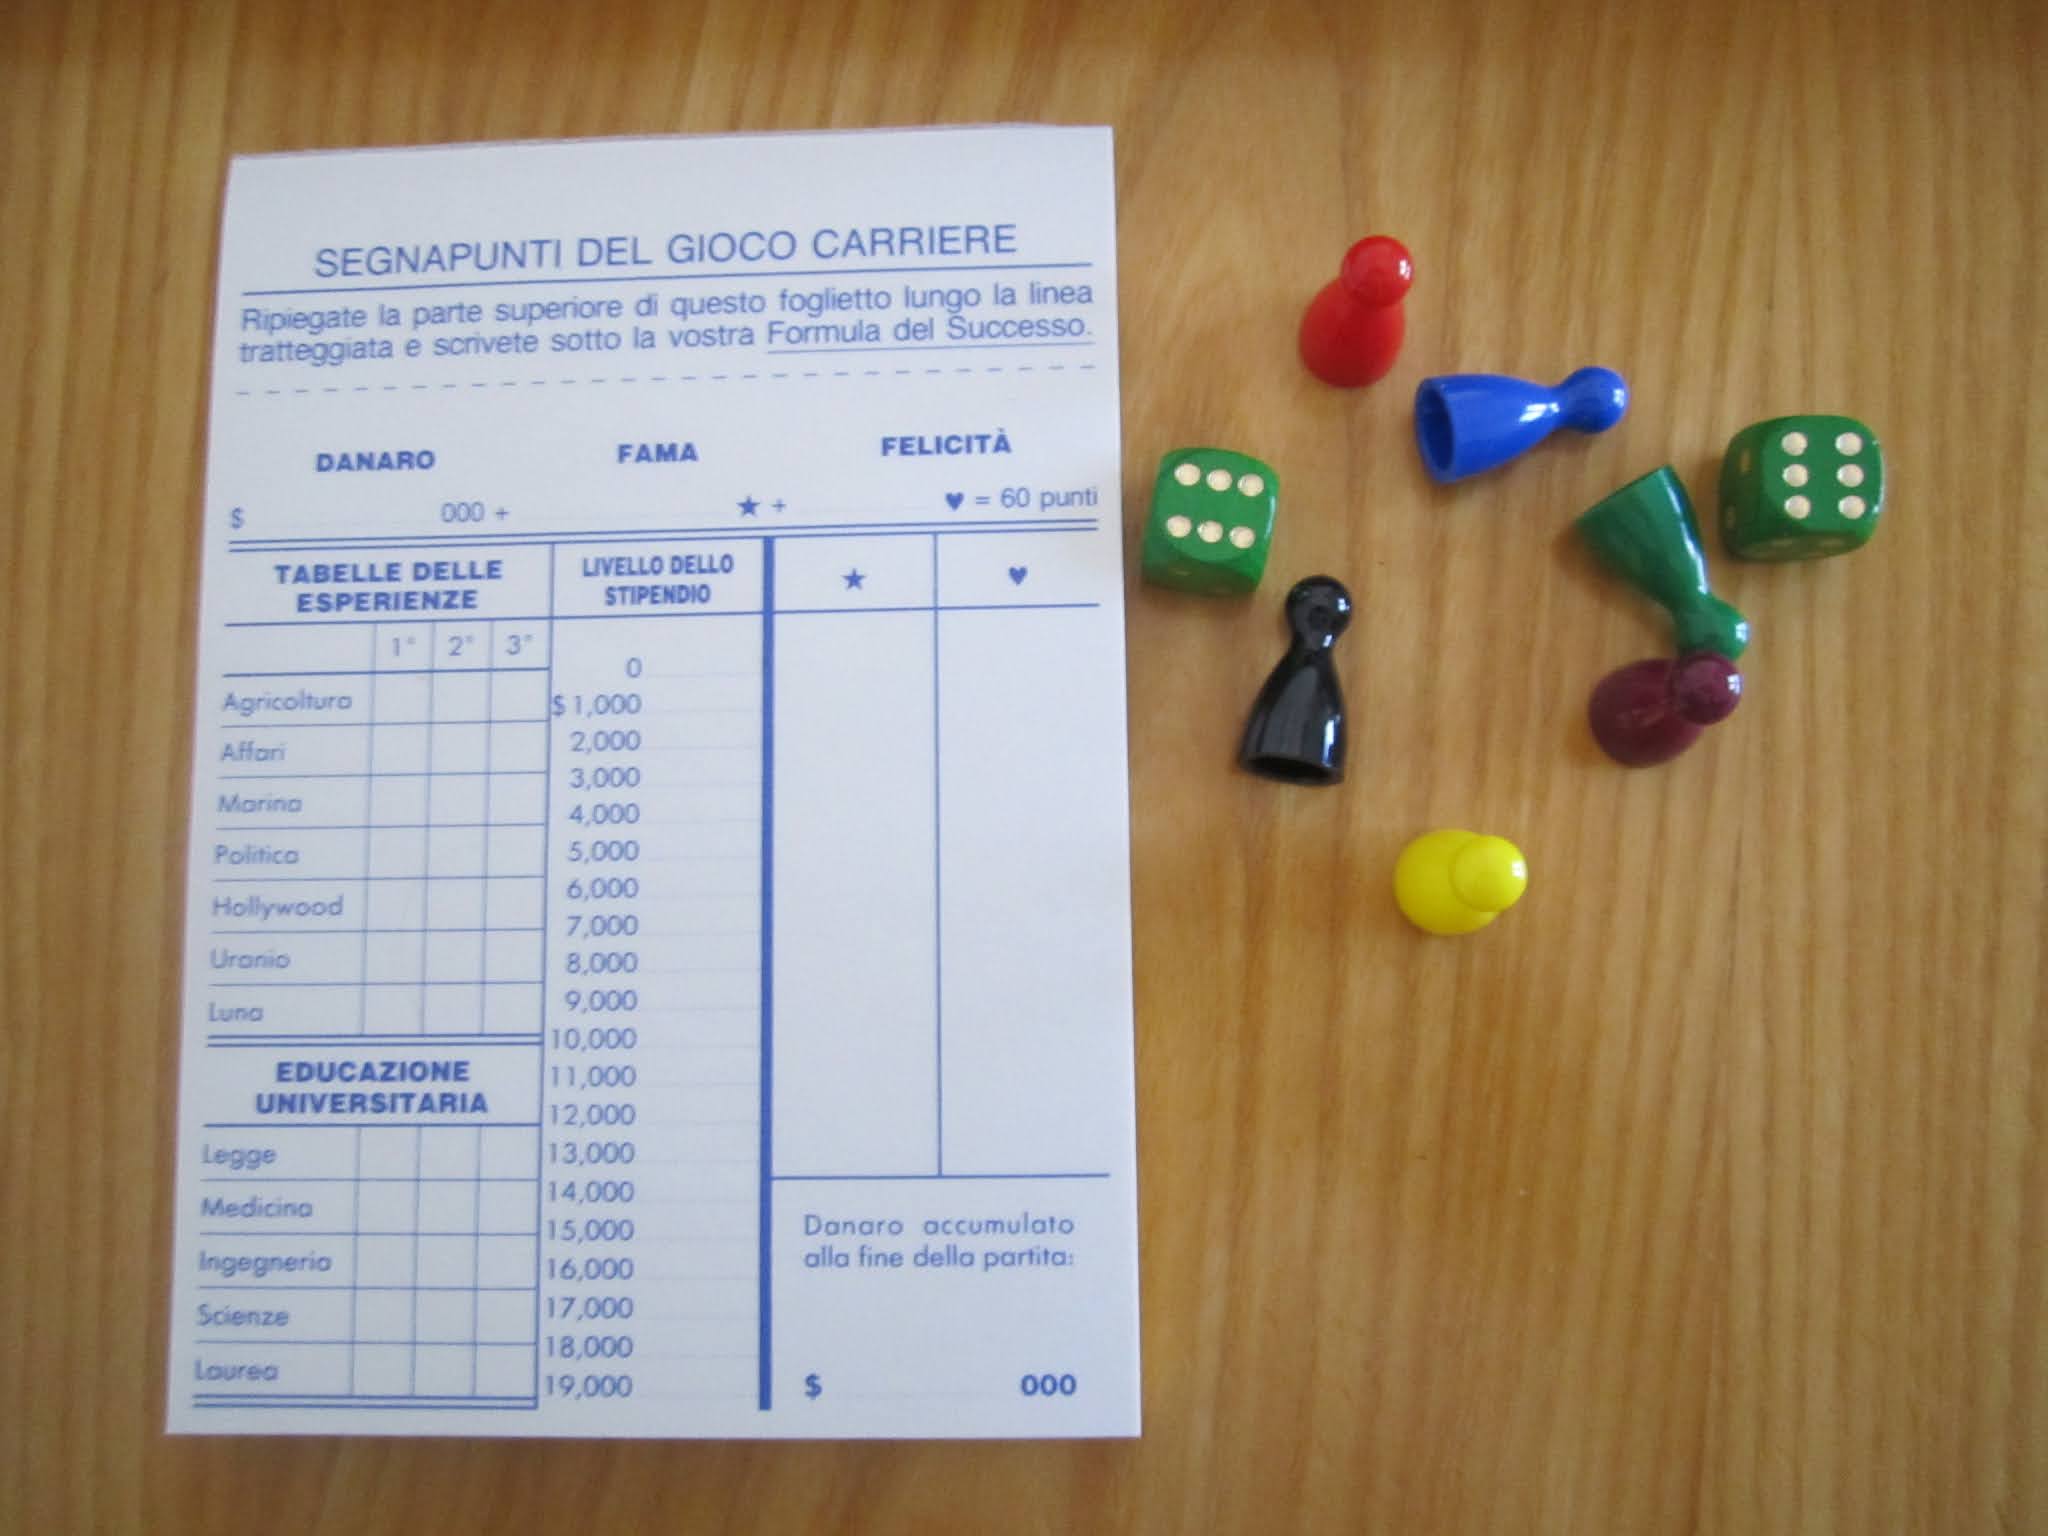 SEGNAPUNTI DEL GIOCO CARRIERE
Ripiegate la parte superiore di questo foglietto lungo la linea
tratteggiata e scrivete sotto la vostra Formula del Successo.
DANARO FAMA FELICITÀ
$ 000 + ★ + ♥ = 60 punti
TABELLE DELLE
ESPERIENZE
1° 2° 3°
Agricoltura
Affari
Marina
Politica
Hollywood
Uranio
Luna
EDUCAZIONE
UNIVERSITARIA
Legge
Medicina
Ingegneria
Scienze
Laurea
LIVELLO DELLO
STIPENDIO
0
$ 1,000
2,000
3,000
4,000
5,000
6,000
7,000
8,000
9,000
10,000
11,000
12,000
13,000
14,000
15,000
16,000
17,000
18,000
19,000
★ ♥
Danaro accumulato
alla fine della partita:
$ 000